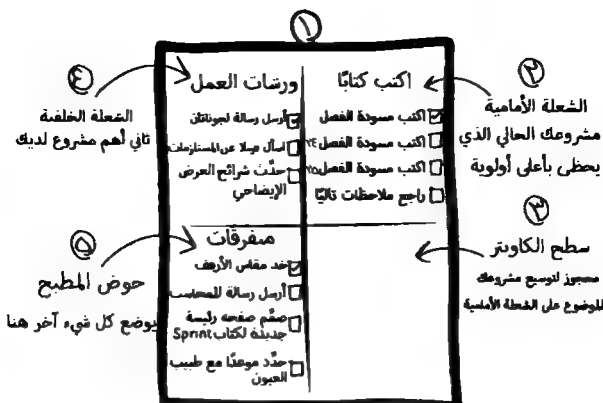 ١
٢
الشعلة الأمامية
مشروعك الحالي الذي
يحظى بأعلى أولوية
٣
سطح الكاونتر
محجوز لتوسيع مشروعك
الموضوع على الشعلة الأمامية
اكتب كتابًا
اكتب مسودة الفصل
اكتب مسودة الفصل ٢٤
اكتب مسودة الفصل ٢٥
راجع ملاحظات تاليًا
ورشات العمل
أرسل رسالة لجوناثان
اسأل عن المستلزمات
حدّث شرائح العرض
الإيضاحي
متفرقات
خذ مقاس الأرفف
أرسل رسالة للمحاسب
صمّم صفحة رئيسة
جديدة لكتاب Sprint
حدّد موعدًا مع طبيب
العيون
٤
الشعلة الخلفية
ثاني أهم مشروع لديك
٥
حوض المطبخ
يوضع كل شيء آخر هنا